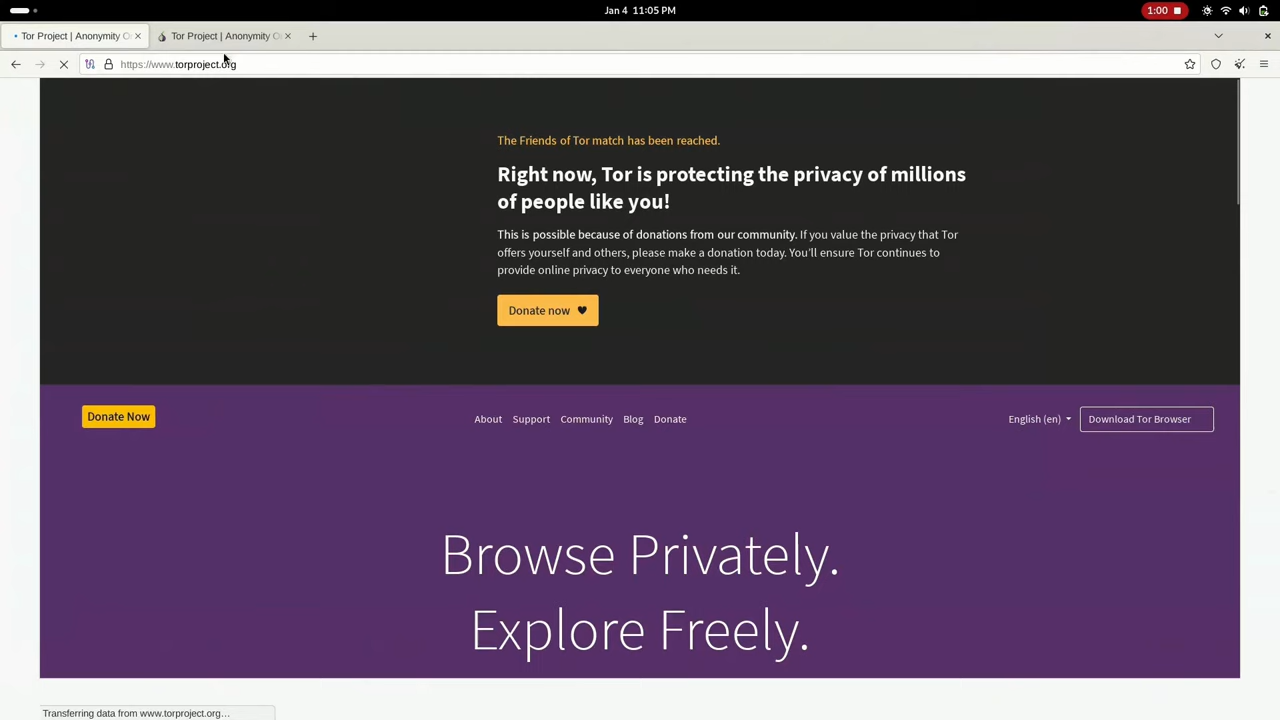 Jan 4 11:05 PM
1:00
Tor Project | Anonymity O
Tor Project | Anonymity O
https://www.torproject.org
The Friends of Tor match has been reached.
Right now, Tor is protecting the privacy of millions
of people like you!
This is possible because of donations from our community. If you value the privacy that Tor
offers yourself and others, please make a donation today. You’ll ensure Tor continues to
provide online privacy to everyone who needs it.
Donate now
Donate Now
About Support Community Blog Donate
English (en)
Download Tor Browser
Browse Privately.
Explore Freely.
Transferring data from www.torproject.org…